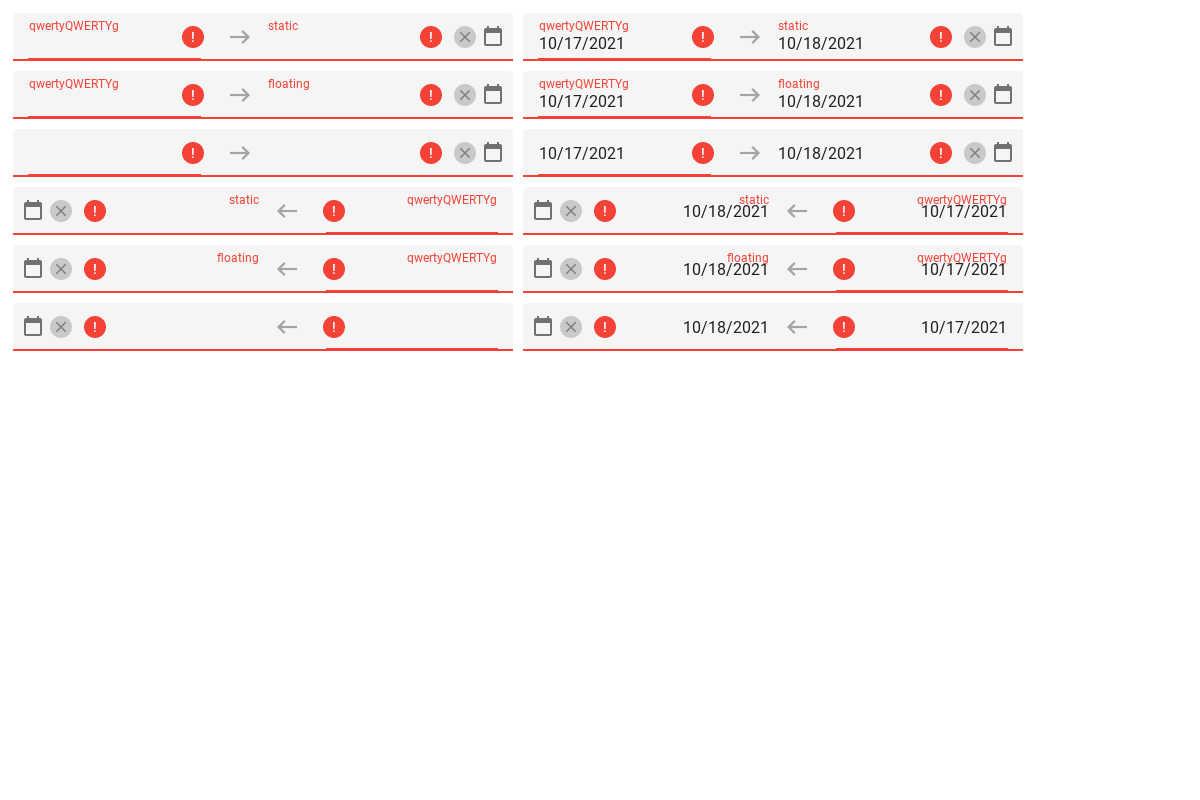 qwertyQWERTYg static qwertyQWERTYg static
10/17/2021 10/18/2021
qwertyQWERTYg floating qwertyQWERTYg floating
10/17/2021 10/18/2021
10/17/2021 10/18/2021
static qwertyQWERTYg static qwertyQWERTYg
10/18/2021 10/17/2021
floating qwertyQWERTYg floating qwertyQWERTYg
10/18/2021 10/17/2021
10/18/2021 10/17/2021